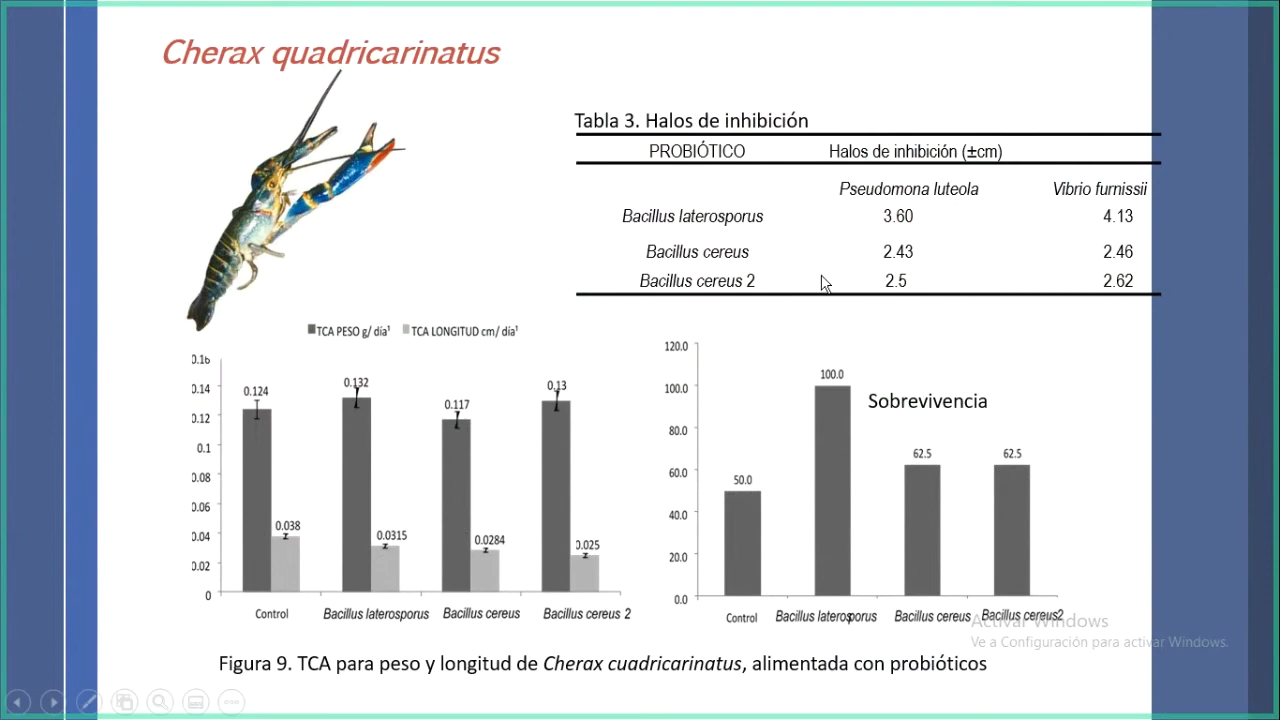 Cherax quadricarinatus
Tabla 3. Halos de inhibición
PROBIÓTICO Halos de inhibición (±cm)
Pseudomona luteola Vibrio furnissii
Bacillus laterosporus 3.60 4.13
Bacillus cereus 2.43 2.46
Bacillus cereus 2 2.5 2.62
TCA PESO g/ día¹ TCA LONGITUD cm/ día¹
0.16
0.14
0.12
0.1
0.08
0.06
0.04
0.02
0
0.124
0.038
0.132
0.0315
0.117
0.0284
0.13
0.025
Control Bacillus laterosporus Bacillus cereus Bacillus cereus 2
120.0
100.0
80.0
60.0
40.0
20.0
0.0
Sobrevivencia
50.0
100.0
62.5
62.5
Control Bacillus laterosporus Bacillus cereus Bacillus cereus2
Activar Windows
Ve a Configuración para activar Windows.
Figura 9. TCA para peso y longitud de Cherax cuadricarinatus, alimentada con probióticos